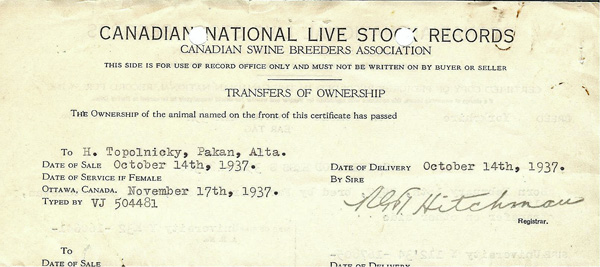 CANADIAN NATIONAL LIVE STOCK RECORDS
CANADIAN SWINE BREEDERS ASSOCIATION
THIS SIDE IS FOR USE OF RECORD OFFICE ONLY AND MUST NOT BE WRITTEN ON BY BUYER OR SELLER
TRANSFERS OF OWNERSHIP
THE OWNERSHIP of the animal named on the front of this certificate has passed
TO H. Topolnicky, Pakan, Alta.
DATE OF SALE October 14th, 1937. DATE OF DELIVERY October 14th, 1937.
DATE OF SERVICE IF FEMALE BY SIRE
OTTAWA, CANADA. November 17th, 1937.
TYPED BY VJ 504481 Hitchman
Registrar.
TO
DATE OF SALE DATE OF DELIVERY